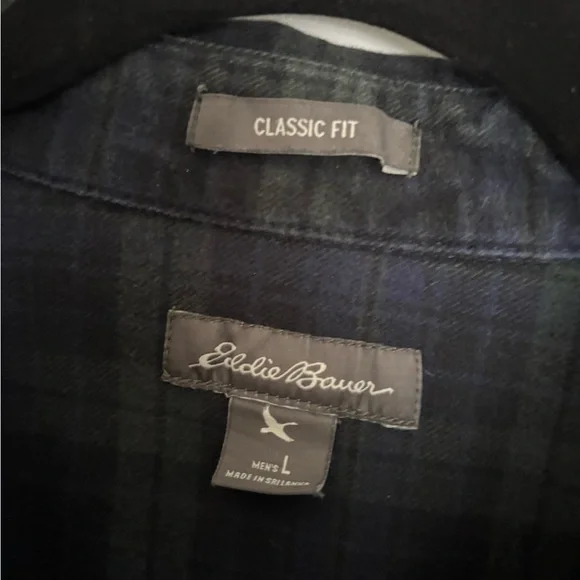 CLASSIC FIT
Eddie Bauer
MEN'S L
MADE IN SRI LANKA